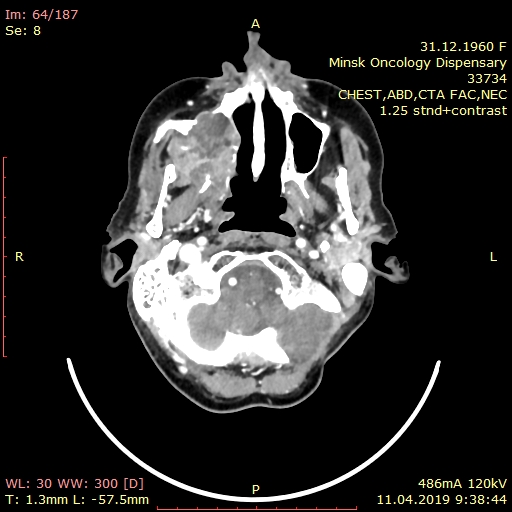 Im: 64/187
Se: 8
A
31.12.1960 F
Minsk Oncology Dispensary
33734
CHEST,ABD,CTA FAC,NEC
1.25 stnd+contrast
R
L
WL: 30 WW: 300 [D]
T: 1.3mm L: -57.5mm
P
486mA 120kV
11.04.2019 9:38:44